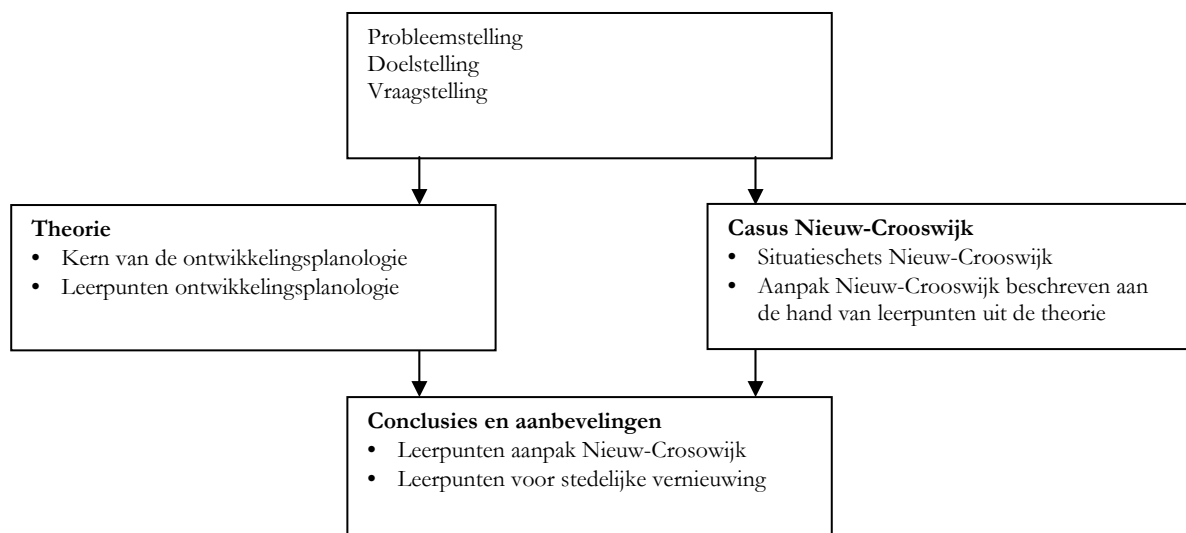 Probleemstelling
Doelstelling
Vraagstelling
Theorie
• Kern van de ontwikkelingsplanologie
• Leerpunten ontwikkelingsplanologie
Casus Nieuw-Crooswijk
• Situatieschets Nieuw-Crooswijk
• Aanpak Nieuw-Crooswijk beschreven aan
de hand van leerpunten uit de theorie
Conclusies en aanbevelingen
• Leerpunten aanpak Nieuw-Crosowijk
• Leerpunten voor stedelijke vernieuwing